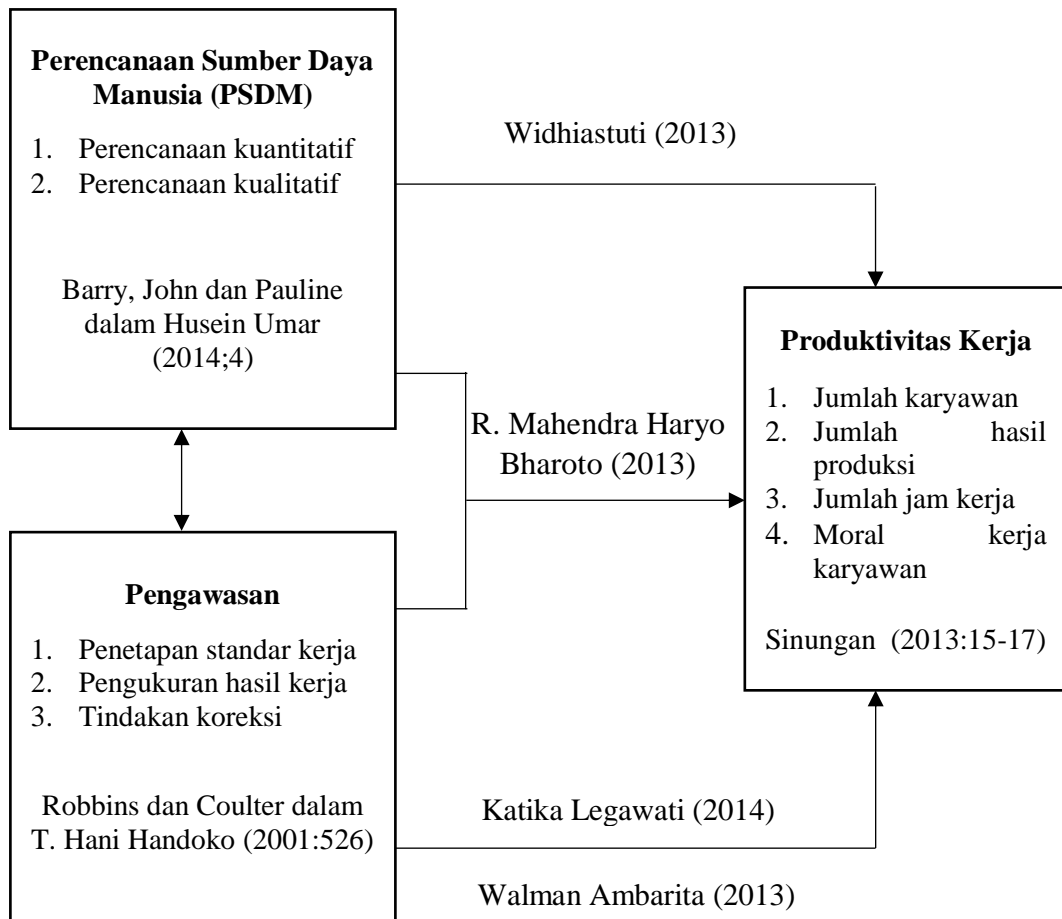 Perencanaan Sumber Daya
Manusia (PSDM)
1. Perencanaan kuantitatif
2. Perencanaan kualitatif
Barry, John dan Pauline
dalam Husein Umar
(2014;4)
Widhiastuti (2013)
R. Mahendra Haryo
Bharoto (2013)
Produktivitas Kerja
1. Jumlah karyawan
2. Jumlah hasil
produksi
3. Jumlah jam kerja
4. Moral kerja
karyawan
Sinungan (2013:15-17)
Pengawasan
1. Penetapan standar kerja
2. Pengukuran hasil kerja
3. Tindakan koreksi
Robbins dan Coulter dalam
T. Hani Handoko (2001:526)
Katika Legawati (2014)
Walman Ambarita (2013)